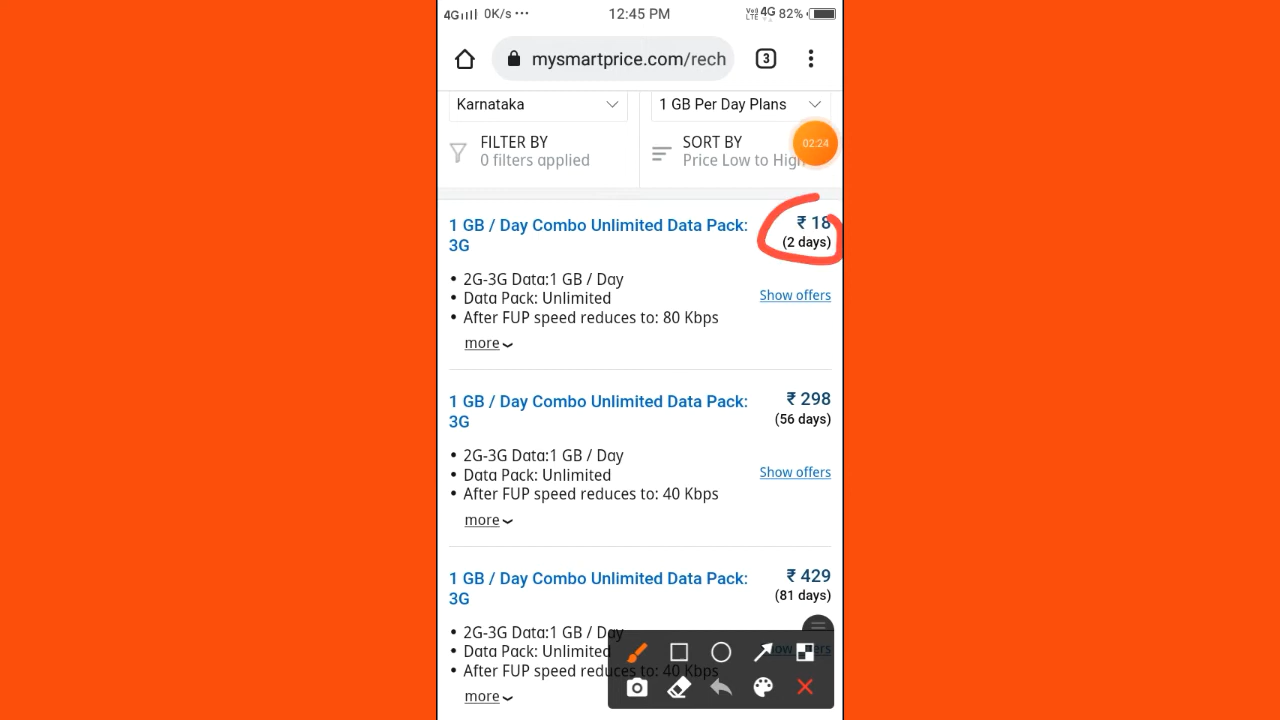 4G 0K/s ··· 12:45 PM VoLTE 4G 82%
mysmartprice.com/rech 3
Karnataka 1 GB Per Day Plans
FILTER BY SORT BY 02:24
0 filters applied Price Low to High
1 GB / Day Combo Unlimited Data Pack: ₹ 18
3G (2 days)
• 2G-3G Data:1 GB / Day
Show offers
• Data Pack: Unlimited
• After FUP speed reduces to: 80 Kbps
more
1 GB / Day Combo Unlimited Data Pack: ₹ 298
3G (56 days)
• 2G-3G Data:1 GB / Day
Show offers
• Data Pack: Unlimited
• After FUP speed reduces to: 40 Kbps
more
1 GB / Day Combo Unlimited Data Pack: ₹ 429
3G (81 days)
• 2G-3G Data:1 GB / Day
• Data Pack: Unlimited
• After FUP speed reduces to: 40 Kbps
more